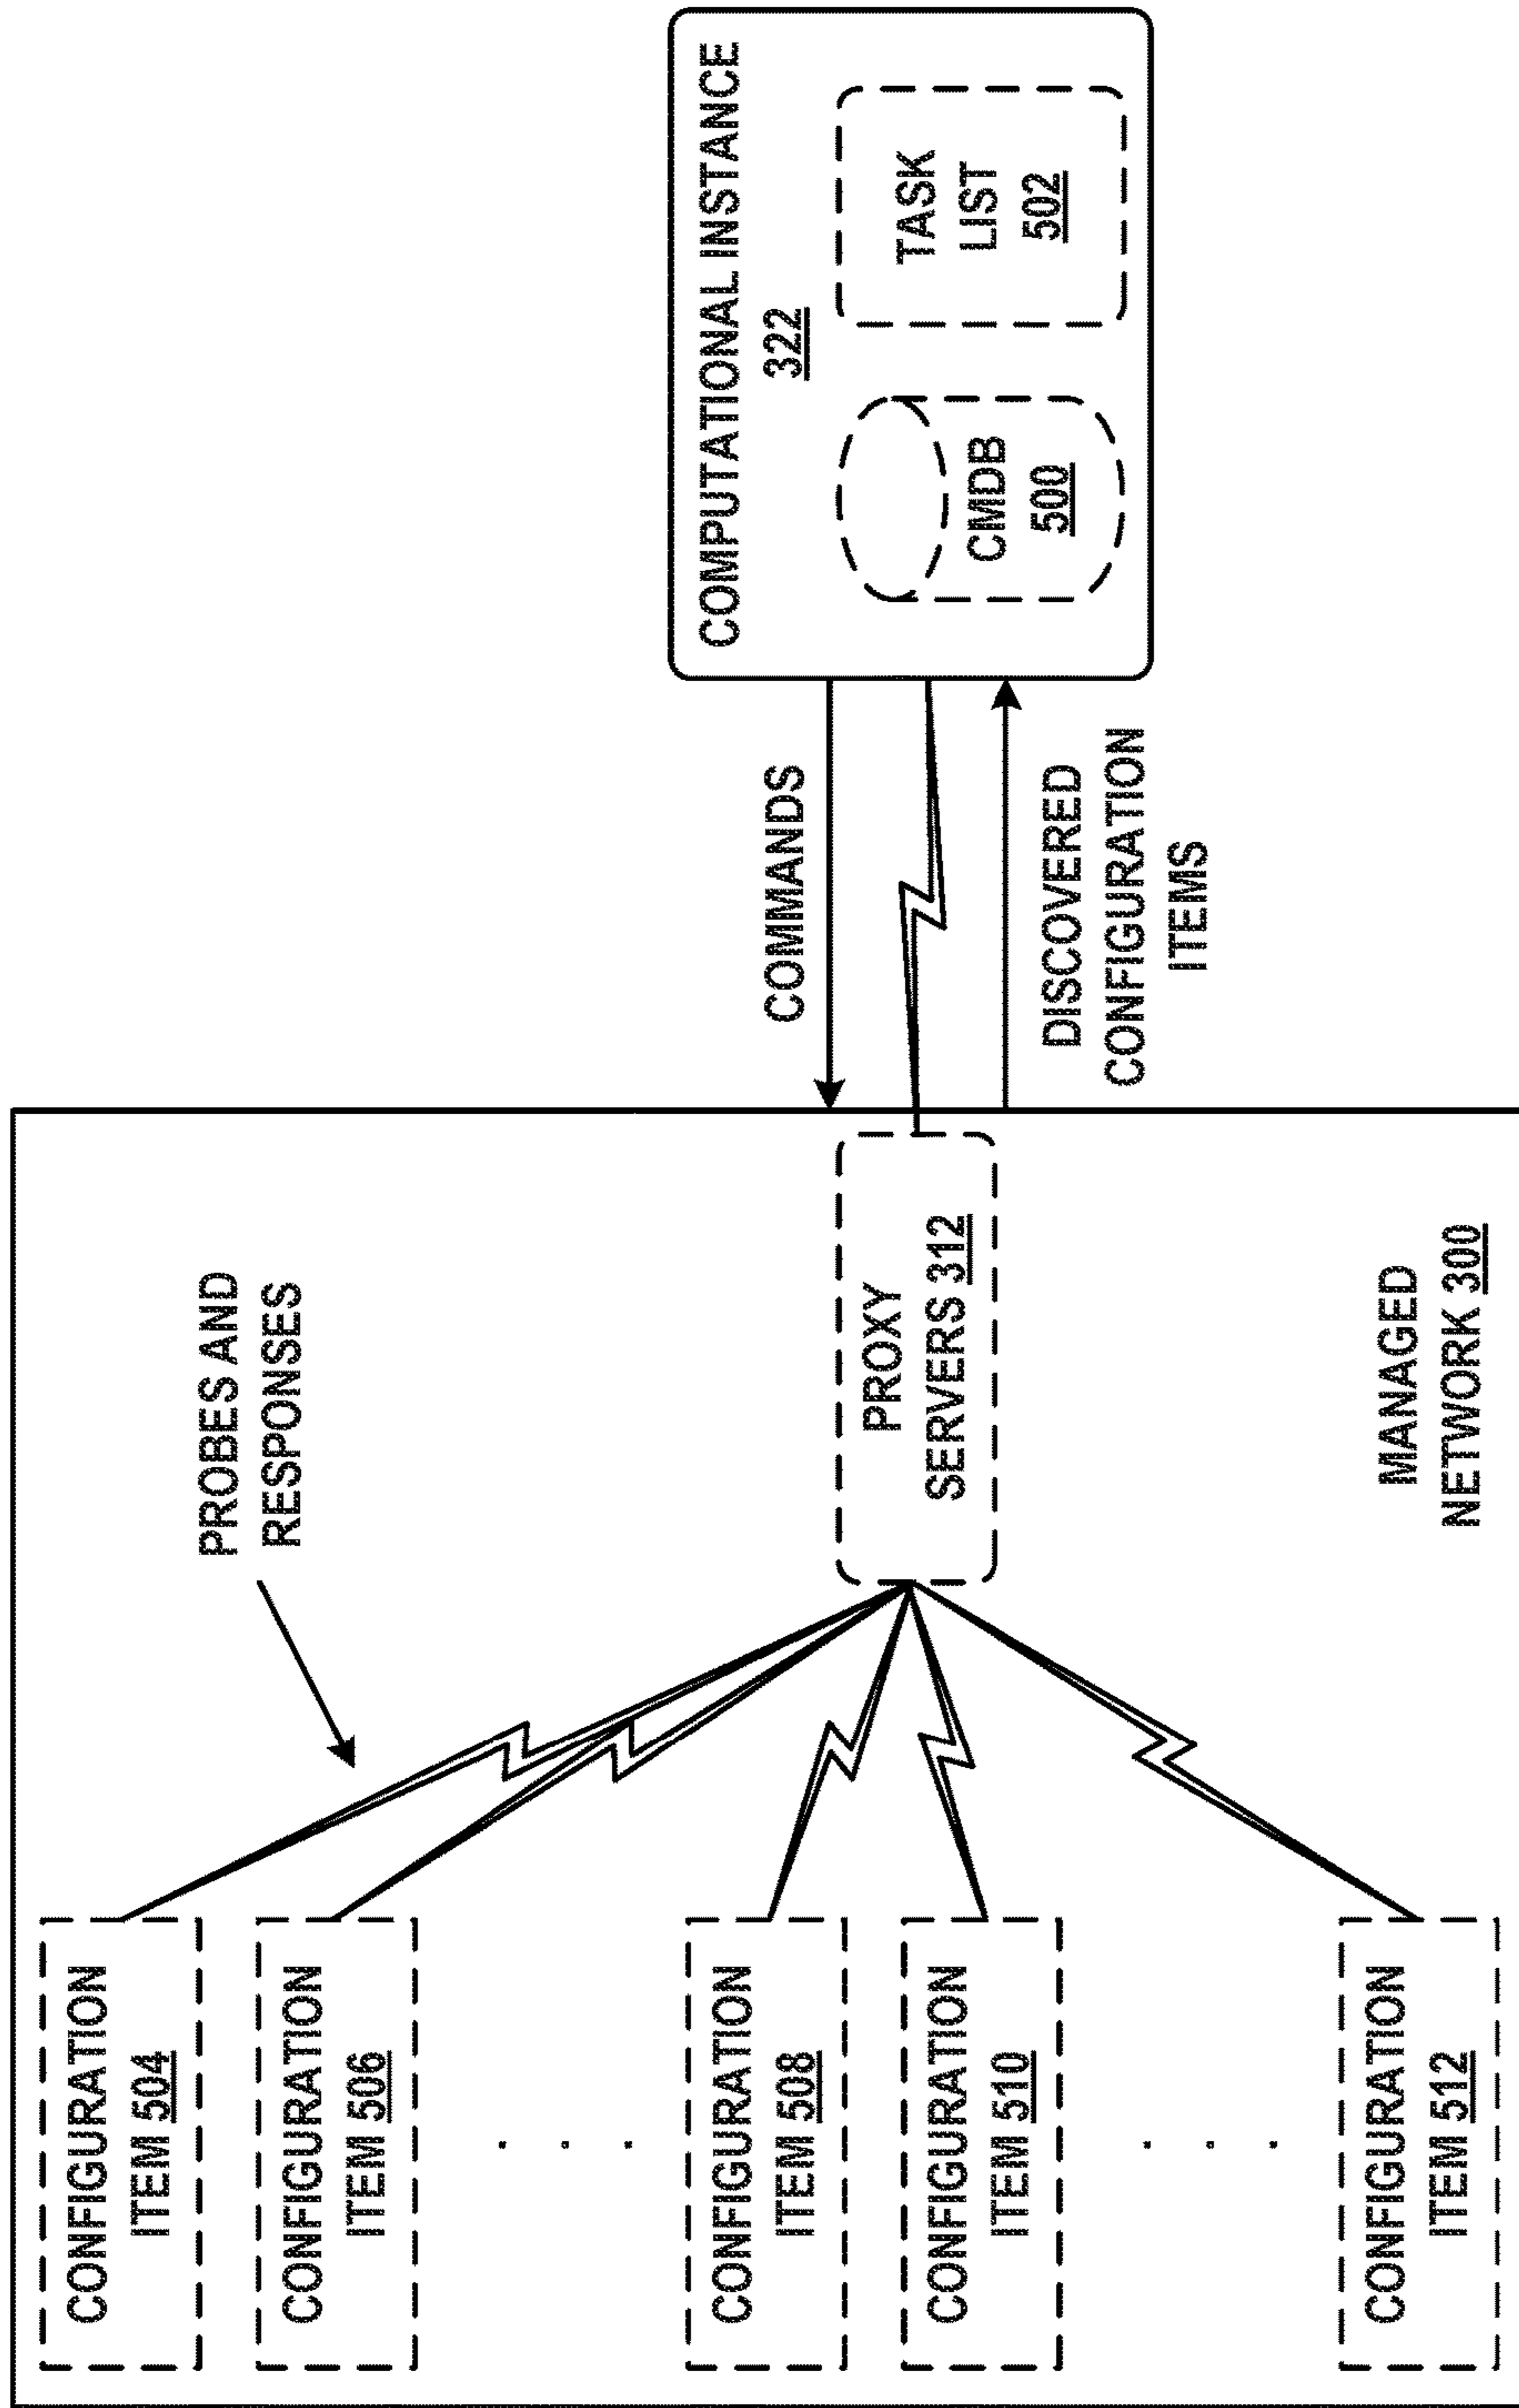 CONFIGURATION
ITEM 504
CONFIGURATION
ITEM 506
CONFIGURATION
ITEM 508
CONFIGURATION
ITEM 510
CONFIGURATION
ITEM 512
PROBES AND
RESPONSES
PROXY
SERVERS 312
MANAGED
NETWORK 300
COMMANDS
DISCOVERED
CONFIGURATION
ITEMS
COMPUTATIONAL INSTANCE
322
CMDB
500
TASK
LIST
502